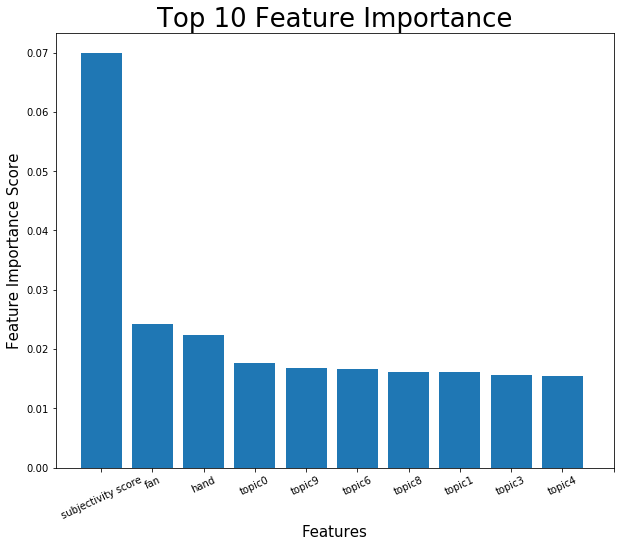 Top 10 Feature Importance
Feature Importance Score
0.07
0.06
0.05
0.04
0.03
0.02
0.01
0.00
subjectivity score
fan
hand
topic0
topic9
topic6
topic8
topic1
topic3
topic4
Features